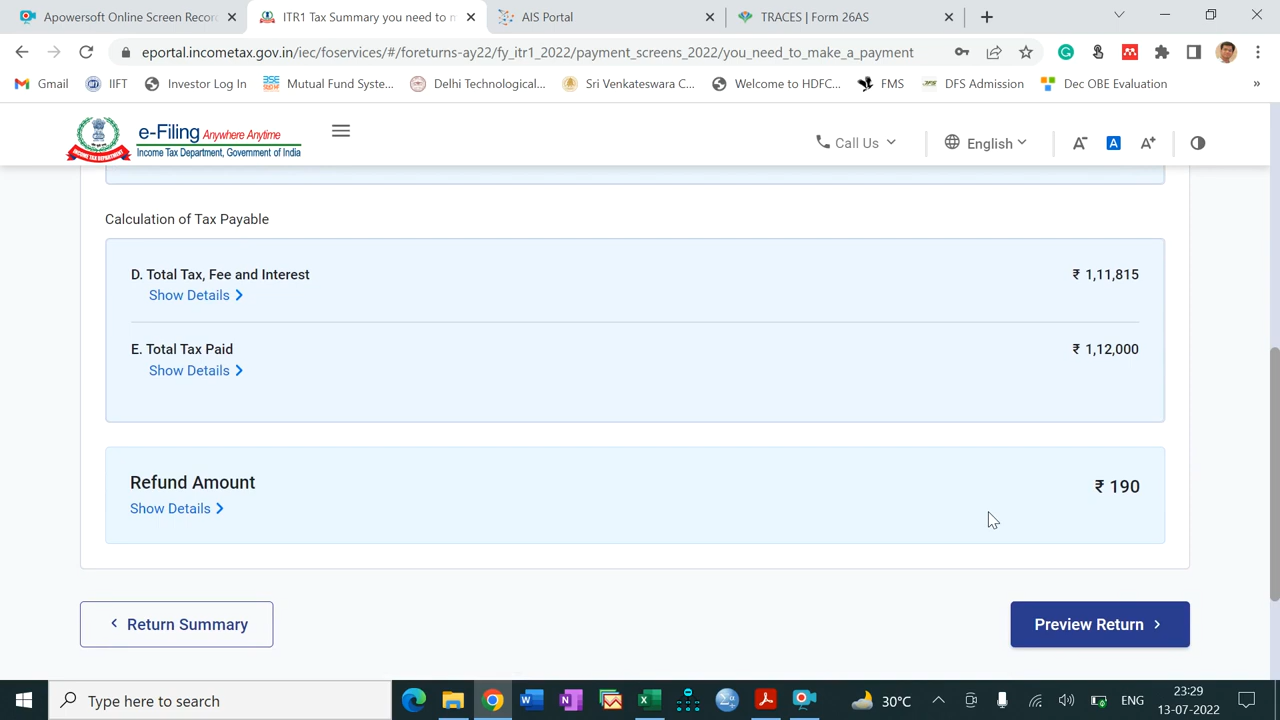 Apowersoft Online Screen Recor
ITR1 Tax Summary you need to m
AIS Portal
TRACES | Form 26AS
eportal.incometax.gov.in/iec/foservices/#/foreturns-ay22/fy_itr1_2022/payment_screens_2022/you_need_to_make_a_payment
Gmail IIFT Investor Log In Mutual Fund Syste... Delhi Technological... Sri Venkateswara C... Welcome to HDFC... FMS DFS Admission Dec OBE Evaluation »
e-Filing Anywhere Anytime
Income Tax Department, Government of India
Call Us English A- A A+
Calculation of Tax Payable
D. Total Tax, Fee and Interest ₹ 1,11,815
Show Details
E. Total Tax Paid ₹ 1,12,000
Show Details
Refund Amount ₹ 190
Show Details
Return Summary Preview Return
Type here to search
30°C ENG 23:29
13-07-2022